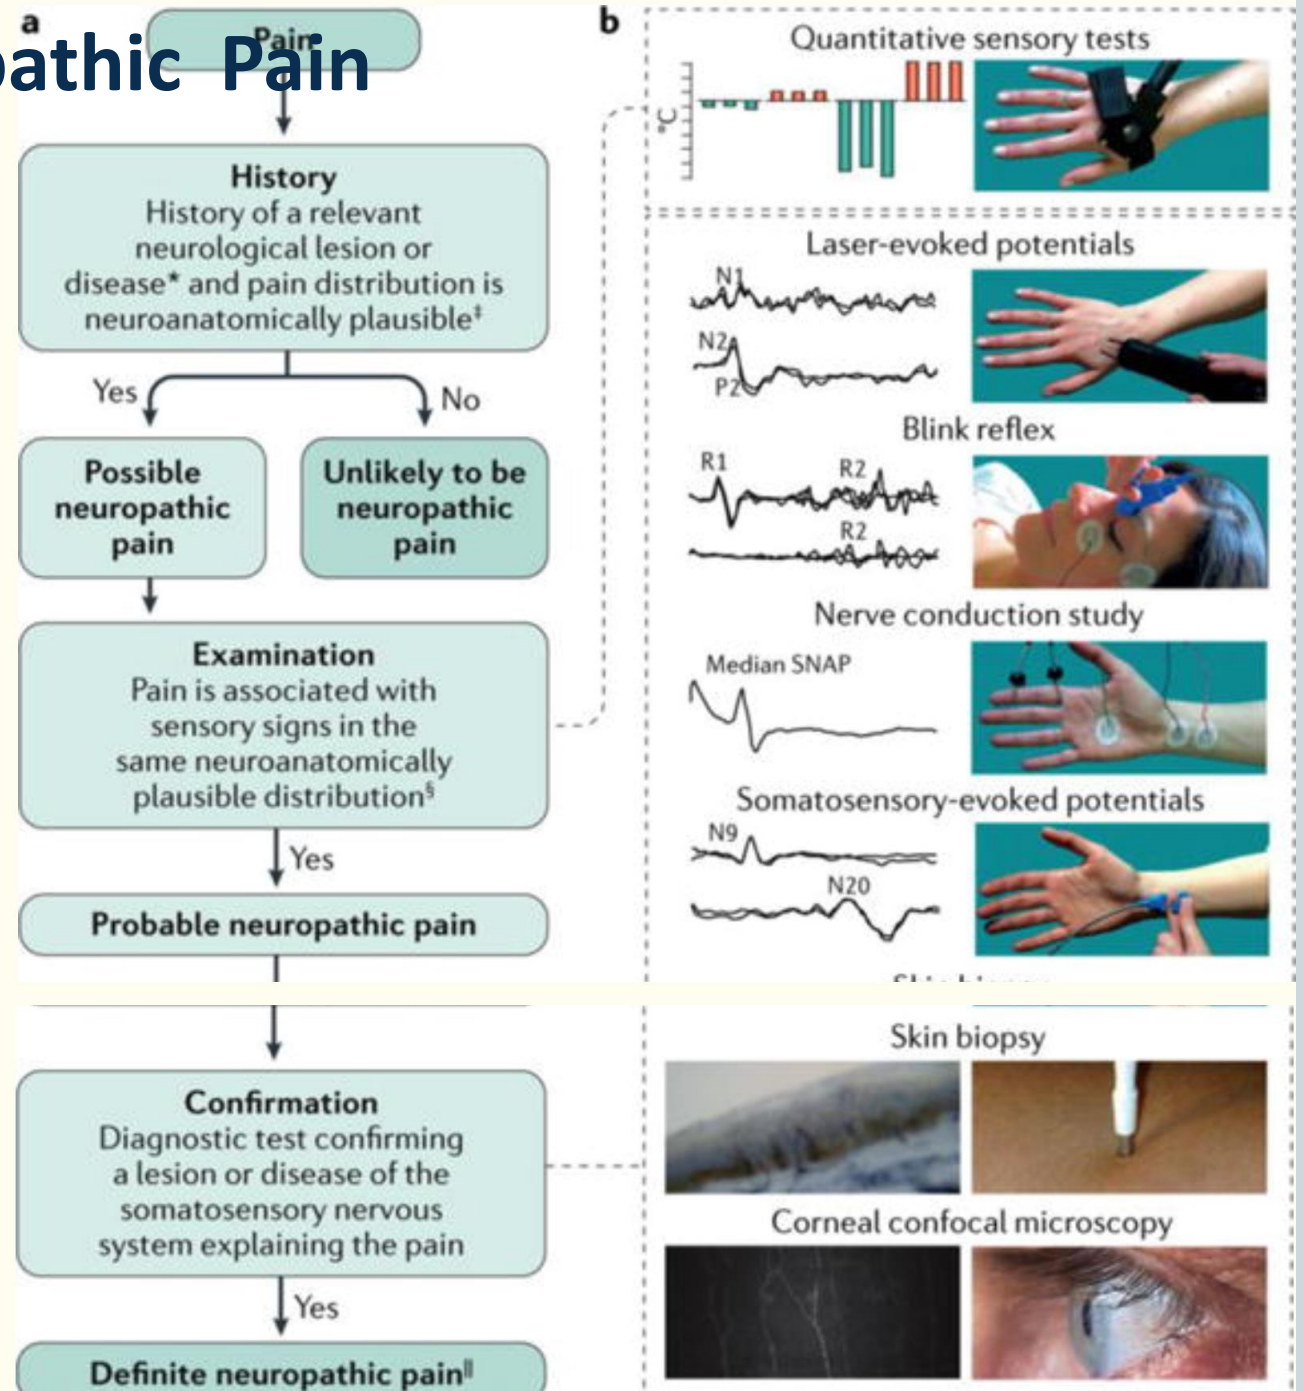 a
Pain
pathic Pain
History
History of a relevant
neurological lesion or
disease* and pain distribution is
neuroanatomically plausible‡
Yes
No
Possible
neuropathic
pain
Unlikely to be
neuropathic
pain
Examination
Pain is associated with
sensory signs in the
same neuroanatomically
plausible distribution§
Yes
Probable neuropathic pain
Confirmation
Diagnostic test confirming
a lesion or disease of the
somatosensory nervous
system explaining the pain
Yes
Definite neuropathic pain||
b
Quantitative sensory tests
°C
Laser-evoked potentials
N1
N2
P2
Blink reflex
R1
R2
R2
Nerve conduction study
Median SNAP
Somatosensory-evoked potentials
N9
N20
Skin biopsy
Corneal confocal microscopy